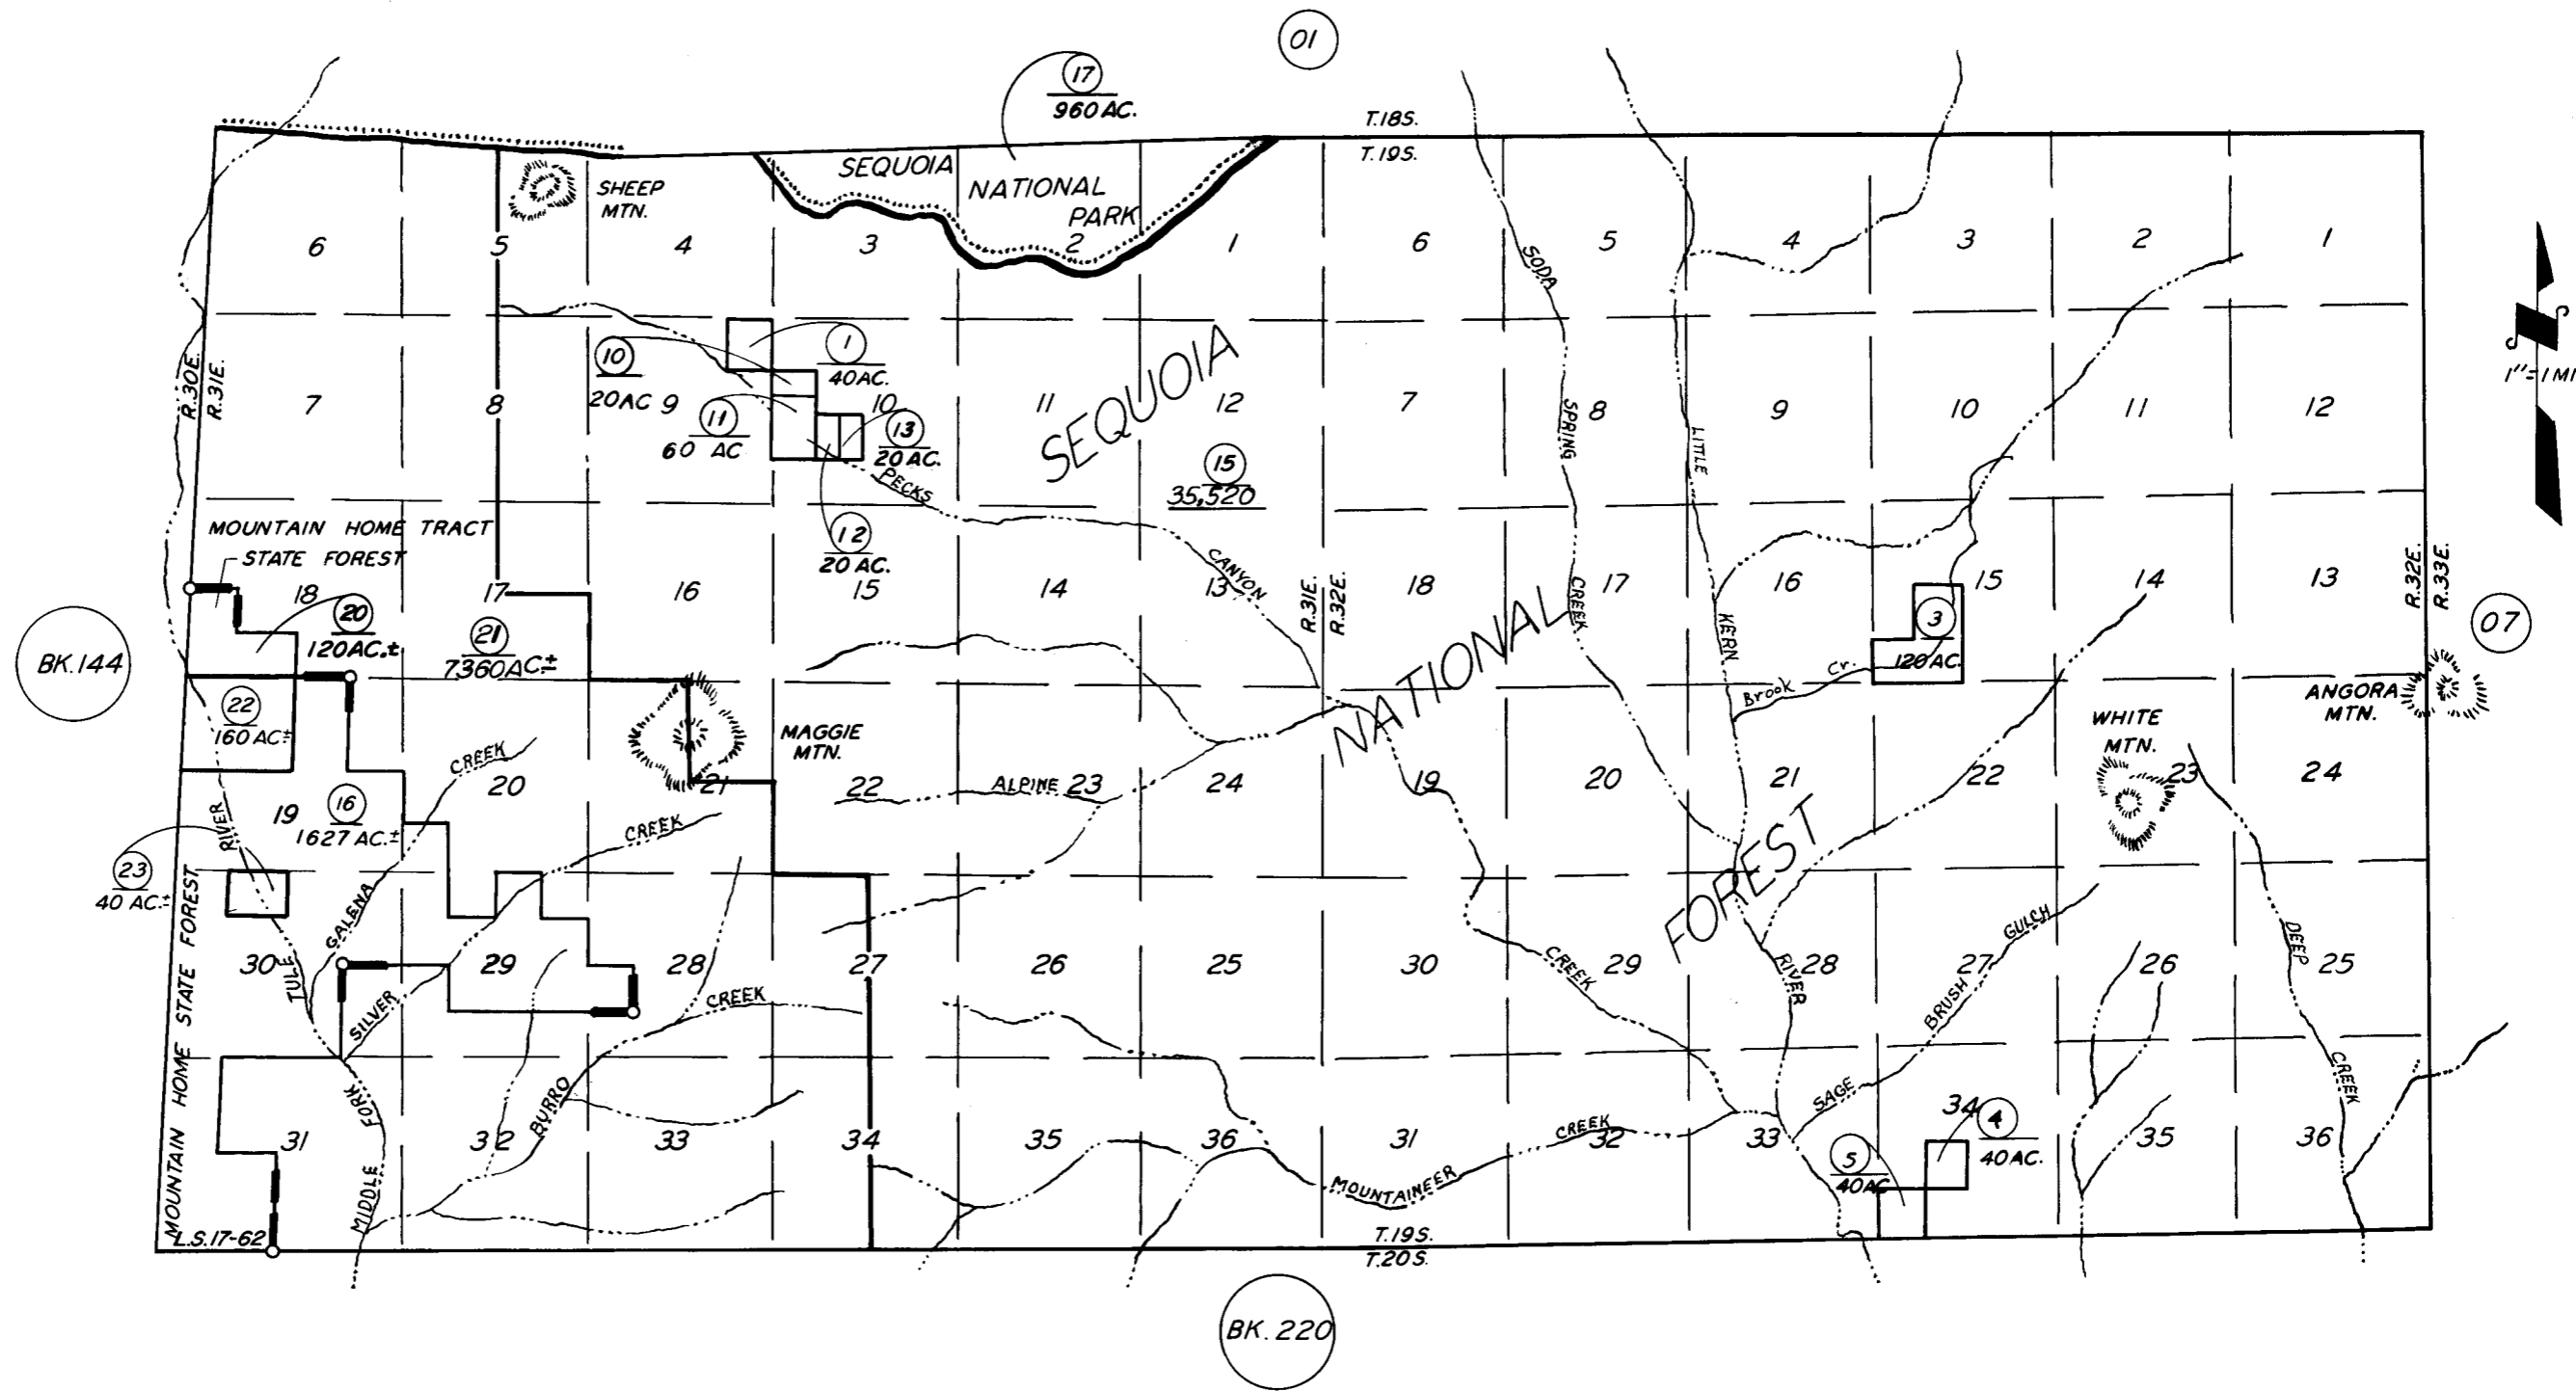 01
17
960 AC.
T.18S.
T.19S.
SEQUOIA
NATIONAL
PARK
SHEEP
MTN.
6 5 4 3 2 1 6 5 4 3 2 1
SODA
R.30E.
R.31E.
10
20AC
1
40AC.
11
60 AC
13
20 AC.
7 8 9 10 11 12 7 8 9 10 11 12
SEQUOIA
15
35,520
SPRING
LITTLE
1"=1MI
PECKS
12
20 AC.
MOUNTAIN HOME TRACT
STATE FOREST
CANYON
R.31E.
R.32E.
CREEK
R.32E.
R.33E.
18 17 16 15 14 13 18 17 16 15 14 13
20
120AC.±
21
7360AC±
3
120AC.
07
BK.144
KERN
Brook Cr.
NATIONAL
22
160 AC±
MAGGIE
MTN.
WHITE
MTN.
ANGORA
MTN.
CREEK
ALPINE
19 20 21 22 23 24 19 20 21 22 23 24
16
1627 AC.±
RIVER
CREEK
23
40 AC.±
FOREST
GALENA
MOUNTAIN HOME STATE FOREST
30 29 28 27 26 25 30 29 28 27 26 25
TULE
SILVER
CREEK
CREEK
RIVER
BRUSH
GULCH
DEEP
CREEK
BURRO
FORK
MIDDLE
SAGE
31 32 33 34 35 36 31 32 33 34 35 36
CREEK
MOUNTAINEER
4
40AC.
5
40AC
L.S.17-62
T.19S.
T.20S.
BK. 220